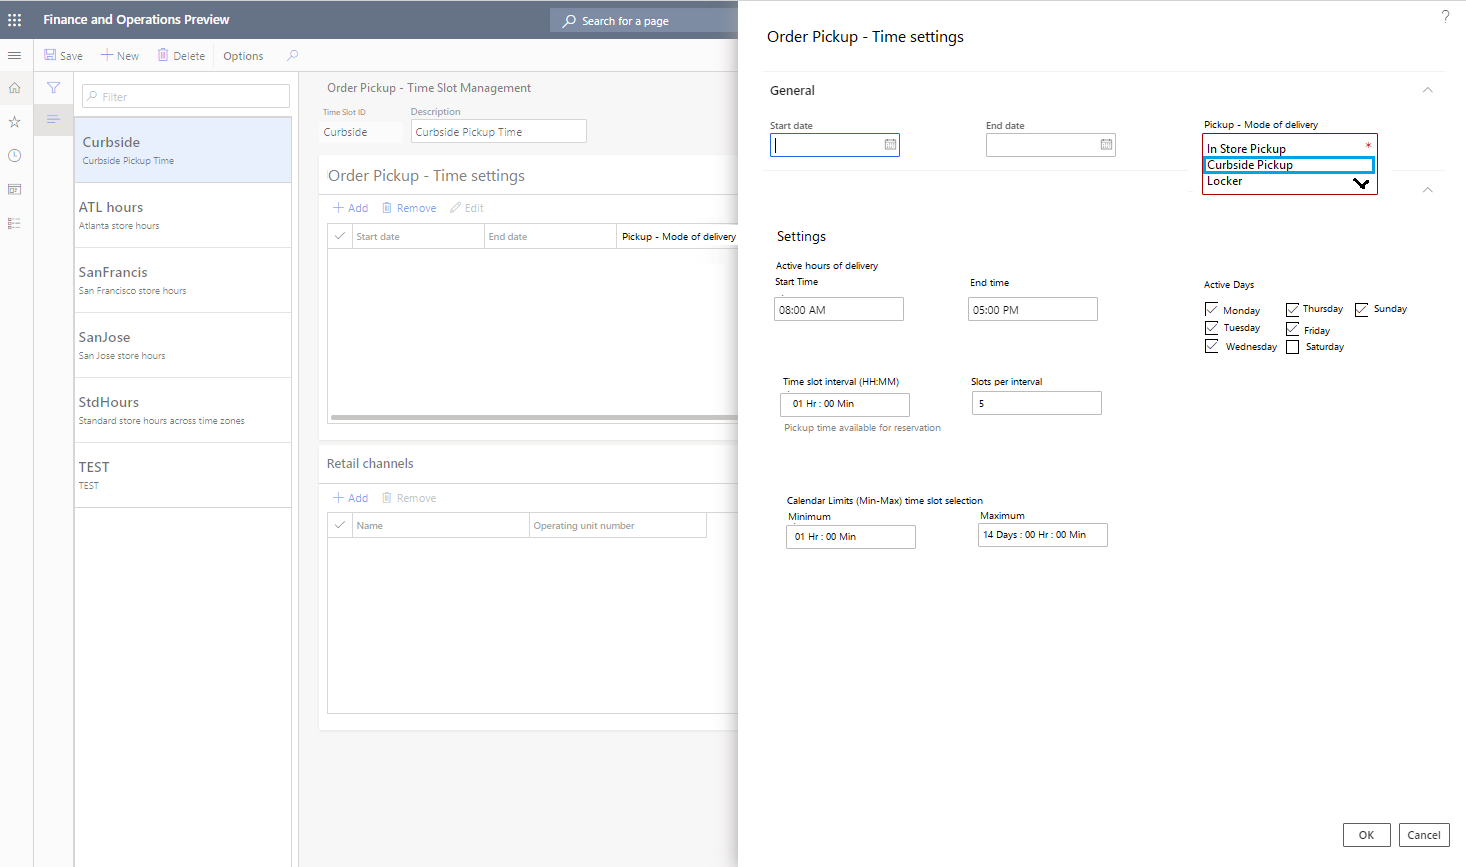 Finance and Operations Preview
Search for a page
?
Save
New
Delete
Options
Filter
Curbside
Curbside Pickup Time
ATL hours
Atlanta store hours
SanFrancis
San Francisco store hours
SanJose
San Jose store hours
StdHours
Standard store hours across time zones
TEST
TEST
Order Pickup - Time Slot Management
Time Slot ID
Description
Curbside
Curbside Pickup Time
Order Pickup - Time settings
Add
Remove
Edit
Start date
End date
Pickup - Mode of delivery
Retail channels
Add
Remove
Name
Operating unit number
Order Pickup - Time settings
General
Start date
End date
Pickup - Mode of delivery
In Store Pickup *
Curbside Pickup
Locker
Settings
Active hours of delivery
Start Time
End time
08:00 AM
05:00 PM
Active Days
Monday
Thursday
Sunday
Tuesday
Friday
Wednesday
Saturday
Time slot interval (HH:MM)
Slots per interval
01 Hr : 00 Min
5
Pickup time available for reservation
Calendar Limits (Min-Max) time slot selection
Minimum
Maximum
01 Hr : 00 Min
14 Days : 00 Hr : 00 Min
OK
Cancel